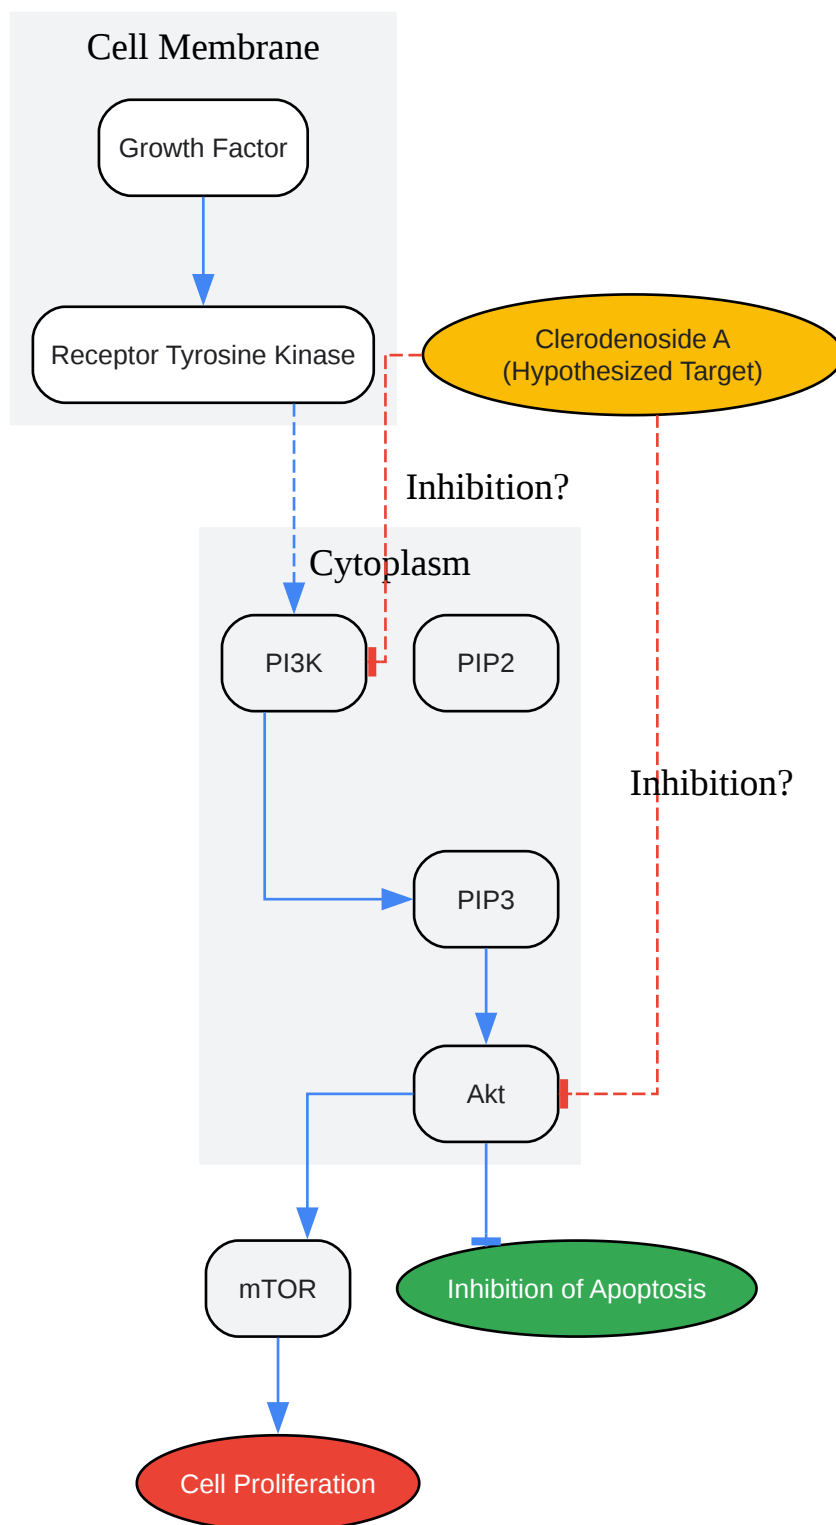 Cell Membrane
Growth Factor
Receptor Tyrosine Kinase
Clerodenoside A
(Hypothesized Target)
Inhibition?
Cytoplasm
PI3K
PIP2
Inhibition?
PIP3
Akt
mTOR
Inhibition of Apoptosis
Cell Proliferation